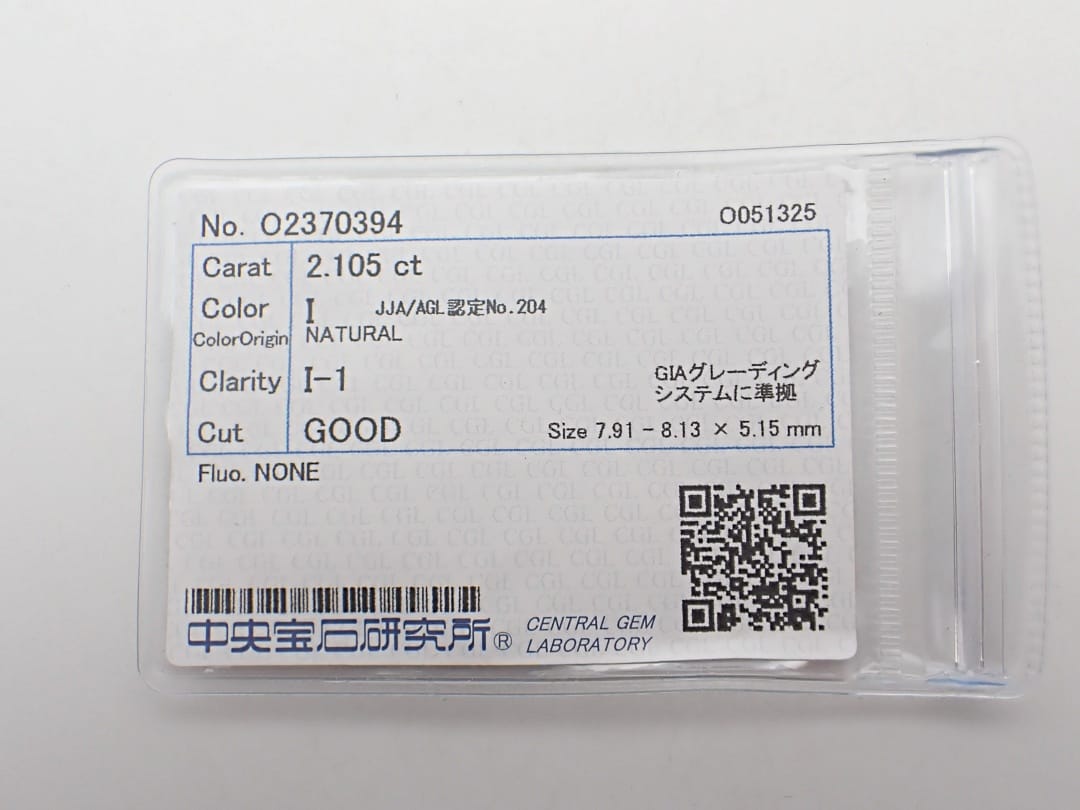 No. O2370394
O051325
Carat 2.105 ct
Color I JJA/AGL認定No.204
ColorOrigin NATURAL
Clarity I-1
GIAグレーディング
システムに準拠
Cut GOOD Size 7.91 - 8.13 × 5.15 mm
Fluo. NONE
中央宝石研究所® CENTRAL GEM
LABORATORY